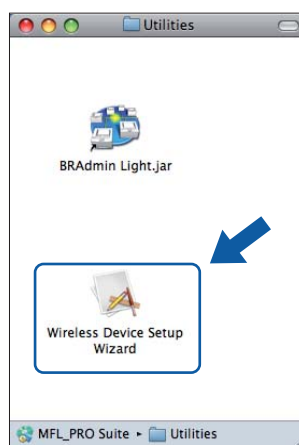 Utilities
BRAdmin Light.jar
Wireless Device Setup
Wizard
MFL_PRO Suite ▸ Utilities